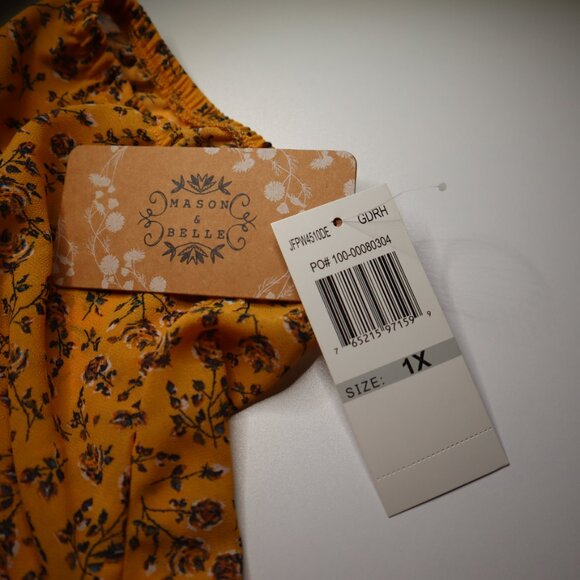 MASON
&
BELLE
JFPW4510DE GDRH
PO# 100-00080304
7 65215 97159 9
SIZE: 1X